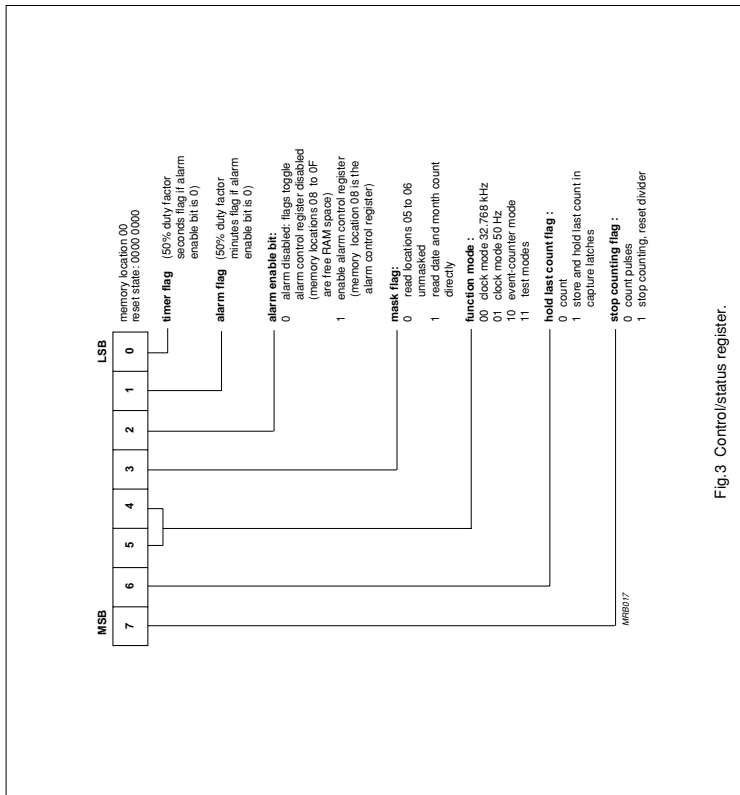 MSB
LSB
7 6 5 4 3 2 1 0
memory location 00
reset state: 0000 0000
timer flag (50% duty factor
seconds flag if alarm
enable bit is 0)
alarm flag (50% duty factor
minutes flag if alarm
enable bit is 0)
alarm enable bit:
0 alarm disabled: flags toggle
alarm control register disabled
(memory locations 08 to 0F
are free RAM space)
1 enable alarm control register
(memory location 08 is the
alarm control register)
mask flag:
0 read locations 05 to 06
unmasked
1 read date and month count
directly
function mode :
00 clock mode 32.768 kHz
01 clock mode 50 Hz
10 event-counter mode
11 test modes
hold last count flag :
0 count
1 store and hold last count in
capture latches
stop counting flag :
0 count pulses
1 stop counting, reset divider
MRB017
Fig.3 Control/status register.